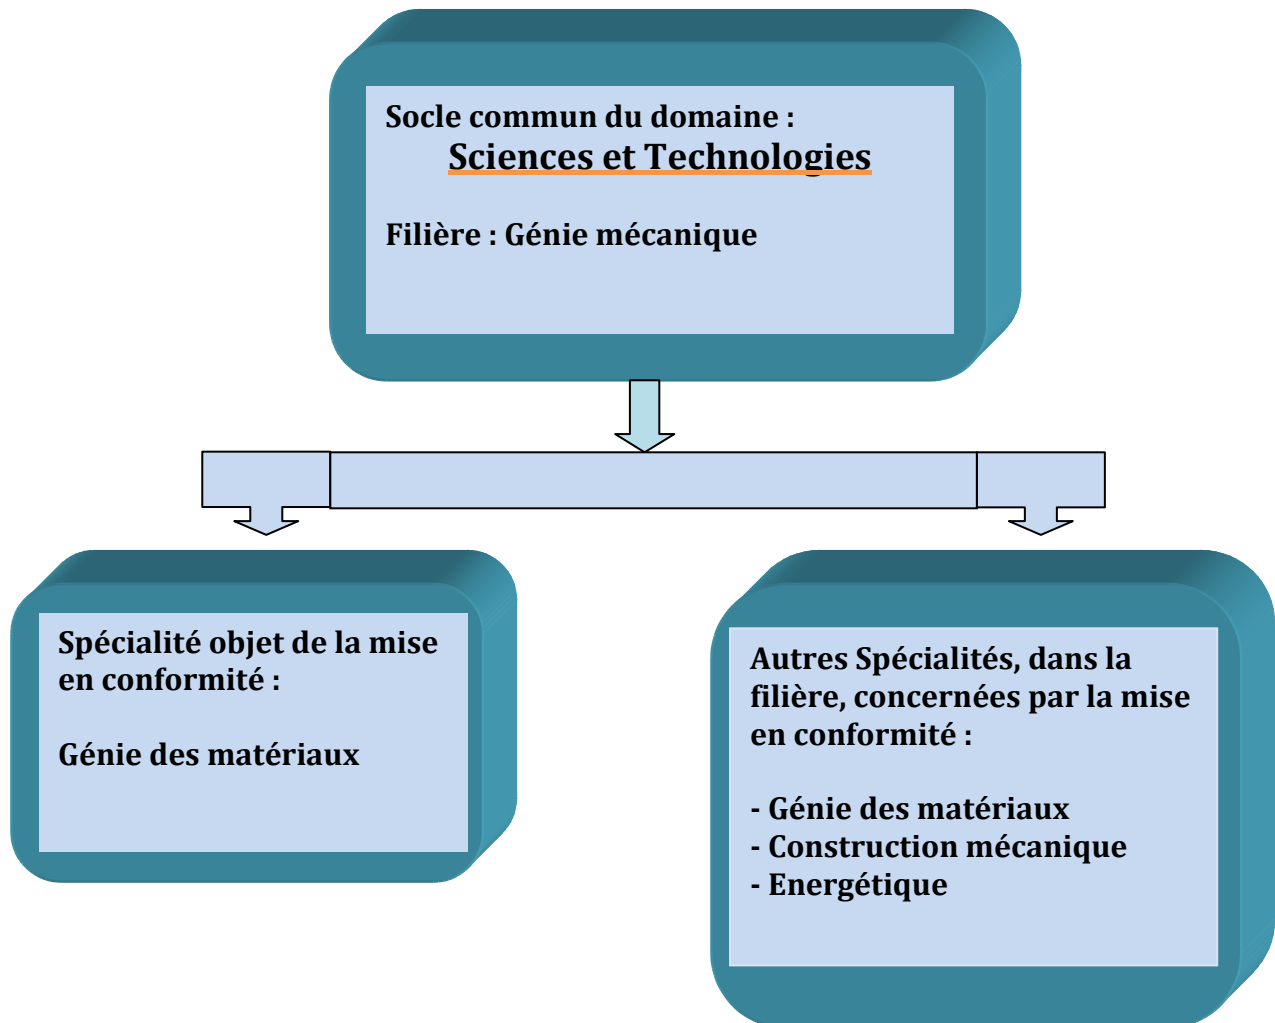 Socle commun du domaine :
Sciences et Technologies
Filière : Génie mécanique
Spécialité objet de la mise
en conformité :
Génie des matériaux
Autres Spécialités, dans la
filière, concernées par la mise
en conformité :
- Génie des matériaux
- Construction mécanique
- Energétique